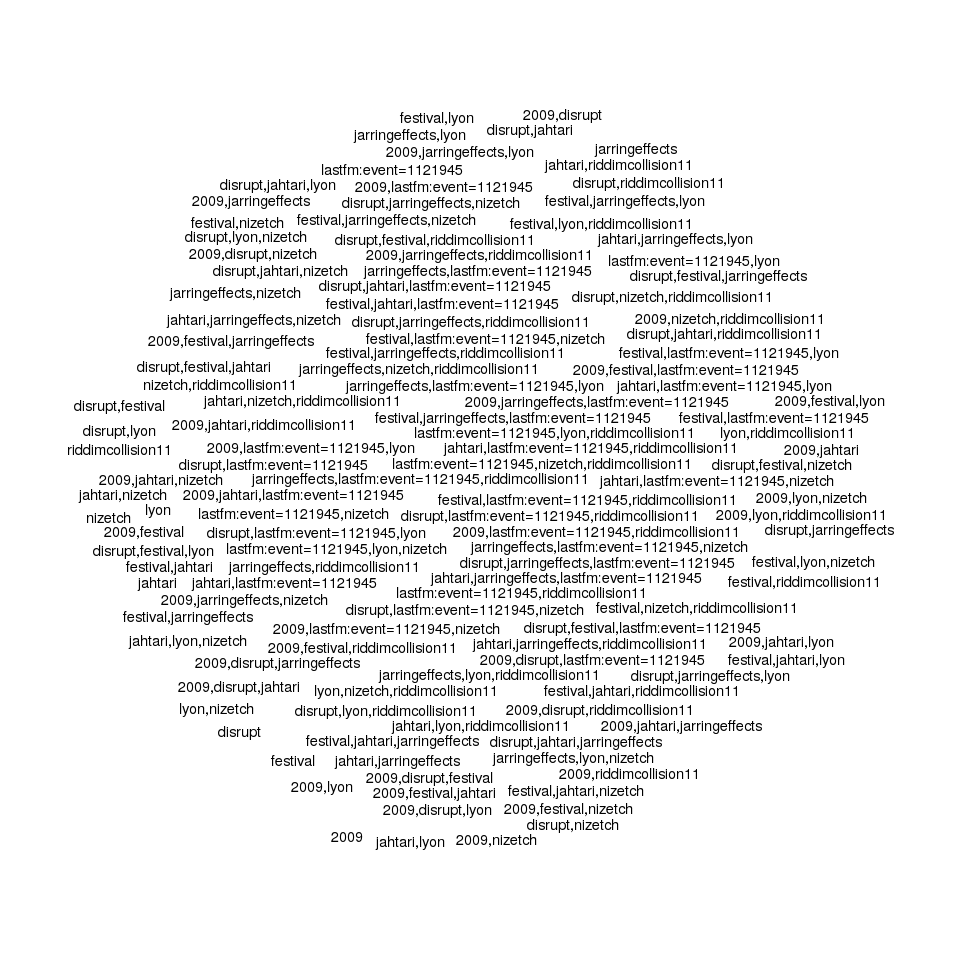 2009,disrupt
festival,lyon
disrupt,jahtari
jarringeffects,lyon
jarringeffects
2009,jarringeffects,lyon
jahtari,riddimcollision11
lastfm:event=1121945
disrupt,riddimcollision11
disrupt,jahtari,lyon
2009,lastfm:event=1121945
2009,jarringeffects
disrupt,jarringeffects,nizetch
festival,jarringeffects,lyon
festival,nizetch
festival,jarringeffects,nizetch
festival,lyon,riddimcollision11
disrupt,lyon,nizetch
disrupt,festival,riddimcollision11
jahtari,jarringeffects,lyon
2009,disrupt,nizetch
2009,jarringeffects,riddimcollision11
lastfm:event=1121945,lyon
disrupt,jahtari,nizetch
jarringeffects,lastfm:event=1121945
disrupt,festival,jarringeffects
disrupt,jahtari,lastfm:event=1121945
jarringeffects,nizetch
disrupt,nizetch,riddimcollision11
festival,jahtari,lastfm:event=1121945
jahtari,jarringeffects,nizetch
disrupt,jarringeffects,riddimcollision11
2009,nizetch,riddimcollision11
disrupt,jahtari,riddimcollision11
2009,festival,jarringeffects
festival,lastfm:event=1121945,nizetch
festival,jarringeffects,riddimcollision11
festival,lastfm:event=1121945,lyon
disrupt,festival,jahtari
jarringeffects,nizetch,riddimcollision11
2009,festival,lastfm:event=1121945
nizetch,riddimcollision11
jarringeffects,lastfm:event=1121945,lyon
jahtari,lastfm:event=1121945,lyon
disrupt,festival
jahtari,nizetch,riddimcollision11
2009,jarringeffects,lastfm:event=1121945
2009,festival,lyon
2009,jahtari,riddimcollision11
festival,jarringeffects,lastfm:event=1121945
festival,lastfm:event=1121945
disrupt,lyon
lastfm:event=1121945,lyon,riddimcollision11
lyon,riddimcollision11
riddimcollision11
2009,lastfm:event=1121945,lyon
jahtari,lastfm:event=1121945,riddimcollision11
2009,jahtari
disrupt,lastfm:event=1121945
lastfm:event=1121945,nizetch,riddimcollision11
disrupt,festival,nizetch
2009,jahtari,nizetch
jarringeffects,lastfm:event=1121945,riddimcollision11
jahtari,lastfm:event=1121945,nizetch
jahtari,nizetch
2009,jahtari,lastfm:event=1121945
festival,lastfm:event=1121945,riddimcollision11
2009,lyon,nizetch
nizetch
lyon
lastfm:event=1121945,nizetch
disrupt,lastfm:event=1121945,riddimcollision11
2009,lyon,riddimcollision11
2009,festival
disrupt,lastfm:event=1121945,lyon
2009,lastfm:event=1121945,riddimcollision11
disrupt,jarringeffects
disrupt,festival,lyon
lastfm:event=1121945,lyon,nizetch
jarringeffects,lastfm:event=1121945,nizetch
festival,jahtari
jarringeffects,riddimcollision11
disrupt,jarringeffects,lastfm:event=1121945
festival,lyon,nizetch
jahtari
jahtari,lastfm:event=1121945
jahtari,jarringeffects,lastfm:event=1121945
festival,riddimcollision11
2009,jarringeffects,nizetch
lastfm:event=1121945,riddimcollision11
festival,jarringeffects
disrupt,lastfm:event=1121945,nizetch
festival,nizetch,riddimcollision11
2009,lastfm:event=1121945,nizetch
disrupt,festival,lastfm:event=1121945
jahtari,lyon,nizetch
2009,festival,riddimcollision11
jahtari,jarringeffects,riddimcollision11
2009,jahtari,lyon
2009,disrupt,jarringeffects
2009,disrupt,lastfm:event=1121945
festival,jahtari,lyon
jarringeffects,lyon,riddimcollision11
disrupt,jarringeffects,lyon
2009,disrupt,jahtari
lyon,nizetch,riddimcollision11
festival,jahtari,riddimcollision11
lyon,nizetch
disrupt,lyon,riddimcollision11
2009,disrupt,riddimcollision11
disrupt
jahtari,lyon,riddimcollision11
2009,jahtari,jarringeffects
festival,jahtari,jarringeffects
disrupt,jahtari,jarringeffects
festival
jahtari,jarringeffects
jarringeffects,lyon,nizetch
2009,disrupt,festival
2009,riddimcollision11
2009,lyon
2009,festival,jahtari
festival,jahtari,nizetch
2009,disrupt,lyon
2009,festival,nizetch
disrupt,nizetch
2009
jahtari,lyon
2009,nizetch